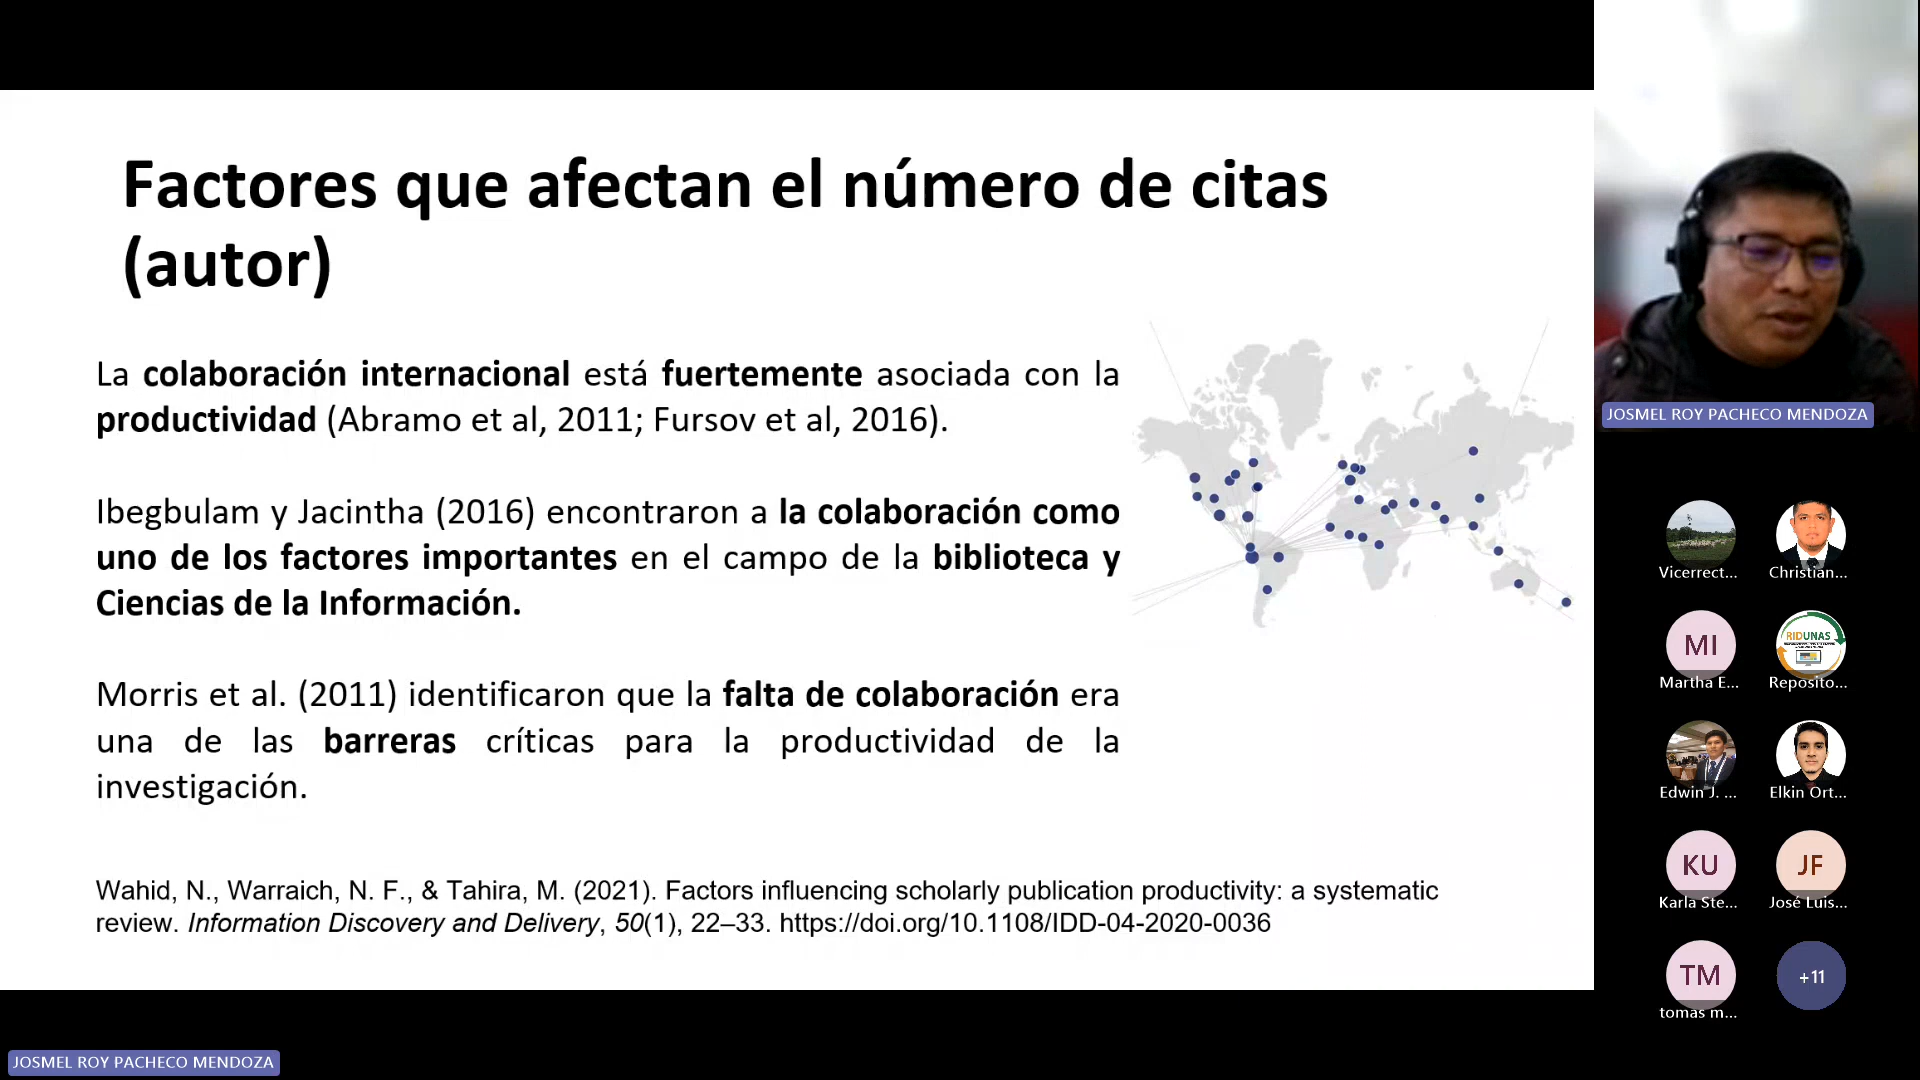 Factores que afectan el número de citas
(autor)
La colaboración internacional está fuertemente asociada con la
productividad (Abramo et al, 2011; Fursov et al, 2016).
Ibegbulam y Jacintha (2016) encontraron a la colaboración como
uno de los factores importantes en el campo de la biblioteca y
Ciencias de la Información.
Morris et al. (2011) identificaron que la falta de colaboración era
una de las barreras críticas para la productividad de la
investigación.
Wahid, N., Warraich, N. F., & Tahira, M. (2021). Factors influencing scholarly publication productivity: a systematic
review. Information Discovery and Delivery, 50(1), 22–33. https://doi.org/10.1108/IDD-04-2020-0036
JOSMEL ROY PACHECO MENDOZA
Vicerrect...
Christian...
MI
Martha E...
RIDUNAS
Reposito...
Edwin J. ...
Elkin Ort...
KU
Karla Ste...
JF
José Luis...
TM
tomas m...
+11
JOSMEL ROY PACHECO MENDOZA